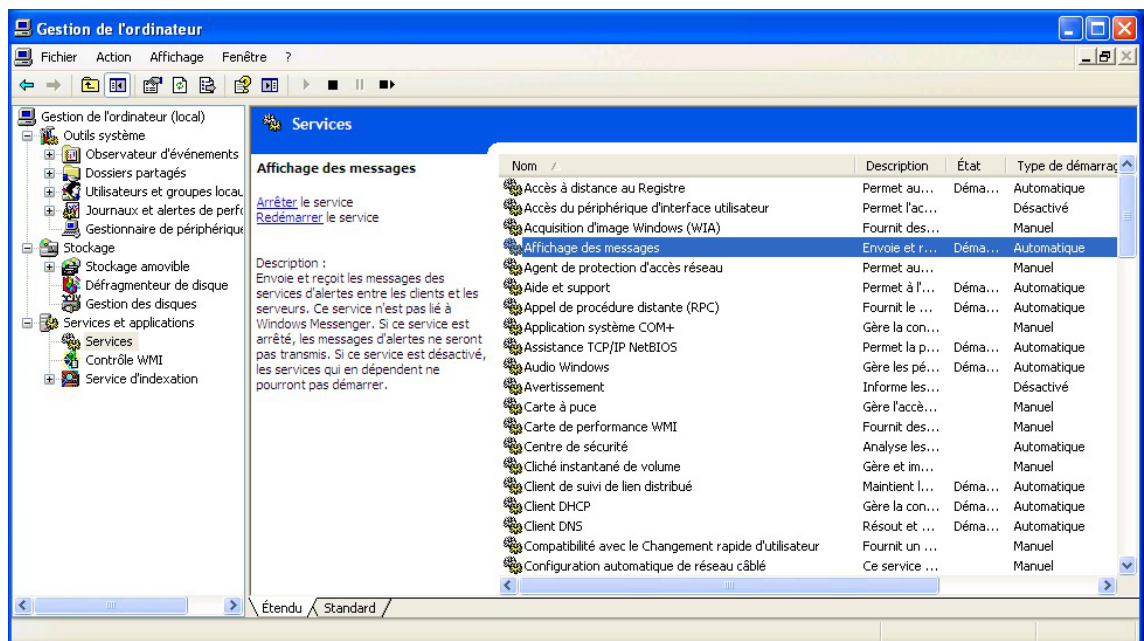 Gestion de l'ordinateur
Fichier Action Affichage Fenêtre ?
Gestion de l'ordinateur (local)
Outils système
Observateur d'événements
Dossiers partagés
Utilisateurs et groupes locau
Journaux et alertes de perfo
Gestionnaire de périphérique
Stockage
Stockage amovible
Défragmenteur de disque
Gestion des disques
Services et applications
Services
Contrôle WMI
Service d'indexation
Services
Affichage des messages
Arrêter le service
Redémarrer le service
Description :
Envoie et reçoit les messages des
services d'alertes entre les clients et les
serveurs. Ce service n'est pas lié à
Windows Messenger. Si ce service est
arrêté, les messages d'alertes ne seront
pas transmis. Si ce service est désactivé,
les services qui en dépendent ne
pourront pas démarrer.
Nom Description État Type de démarrag
Accès à distance au Registre Permet au... Déma... Automatique
Accès du périphérique d'interface utilisateur Permet l'ac... Désactivé
Acquisition d'image Windows (WIA) Fournit des... Manuel
Affichage des messages Envoie et r... Déma... Automatique
Agent de protection d'accès réseau Permet au... Manuel
Aide et support Permet à l'... Déma... Automatique
Appel de procédure distante (RPC) Fournit le ... Déma... Automatique
Application système COM+ Gère la con... Manuel
Assistance TCP/IP NetBIOS Permet la p... Déma... Automatique
Audio Windows Gère les pé... Déma... Automatique
Avertissement Informe les... Désactivé
Carte à puce Gère l'accè... Manuel
Carte de performance WMI Fournit des... Manuel
Centre de sécurité Analyse les... Automatique
Cliché instantané de volume Gère et im... Manuel
Client de suivi de lien distribué Maintient l... Déma... Automatique
Client DHCP Gère la con... Déma... Automatique
Client DNS Résout et ... Déma... Automatique
Compatibilité avec le Changement rapide d'utilisateur Fournit un ... Manuel
Configuration automatique de réseau câblé Ce service ... Manuel
Étendu Standard